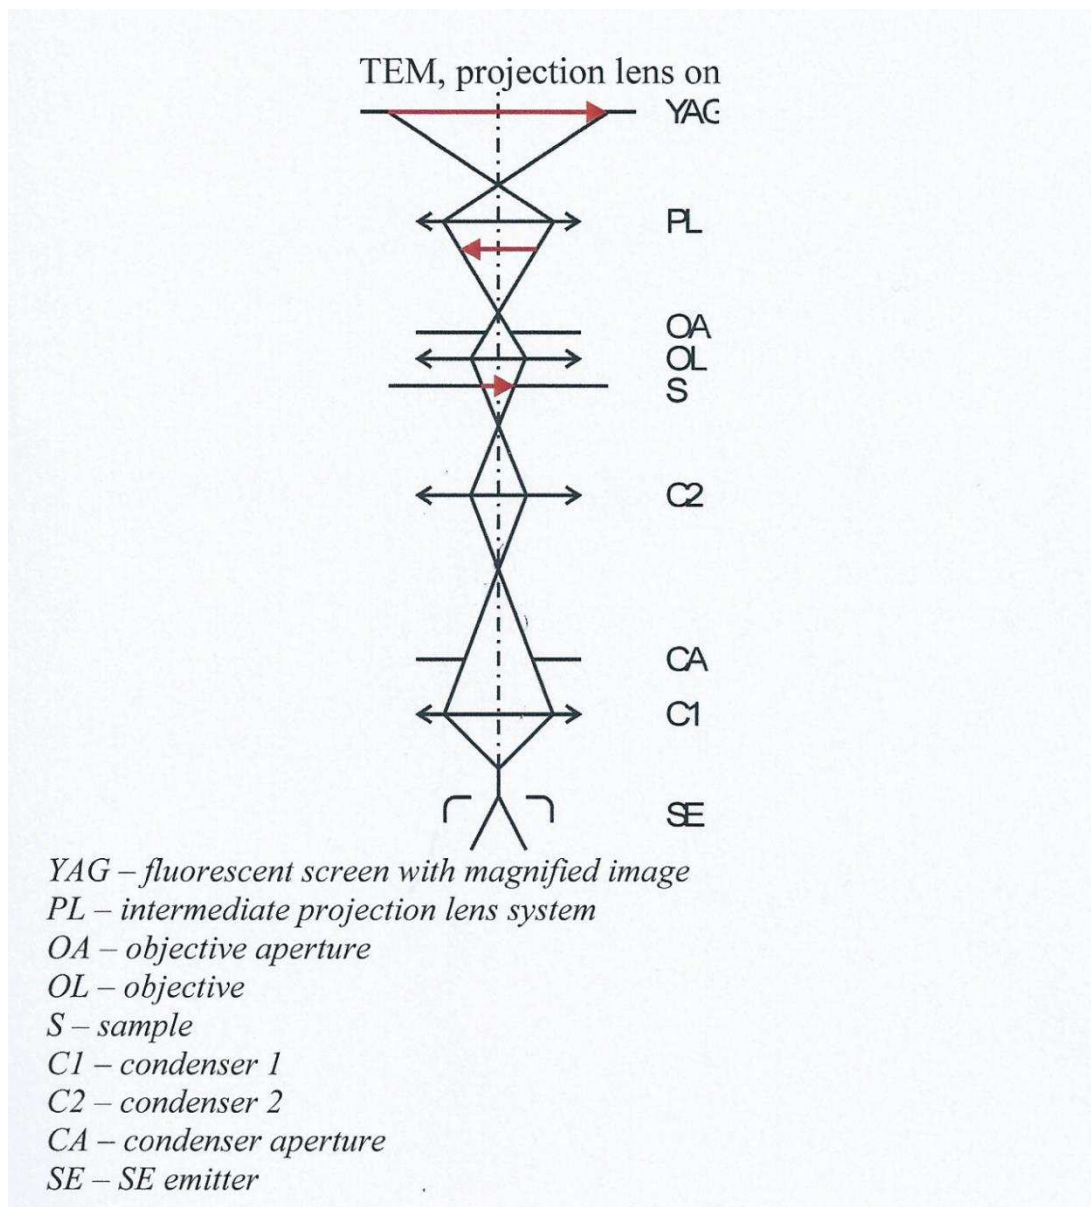 TEM, projection lens on
YAG
PL
OA
OL
S
C2
CA
C1
SE
YAG – fluorescent screen with magnified image
PL – intermediate projection lens system
OA – objective aperture
OL – objective
S – sample
C1 – condenser 1
C2 – condenser 2
CA – condenser aperture
SE – SE emitter